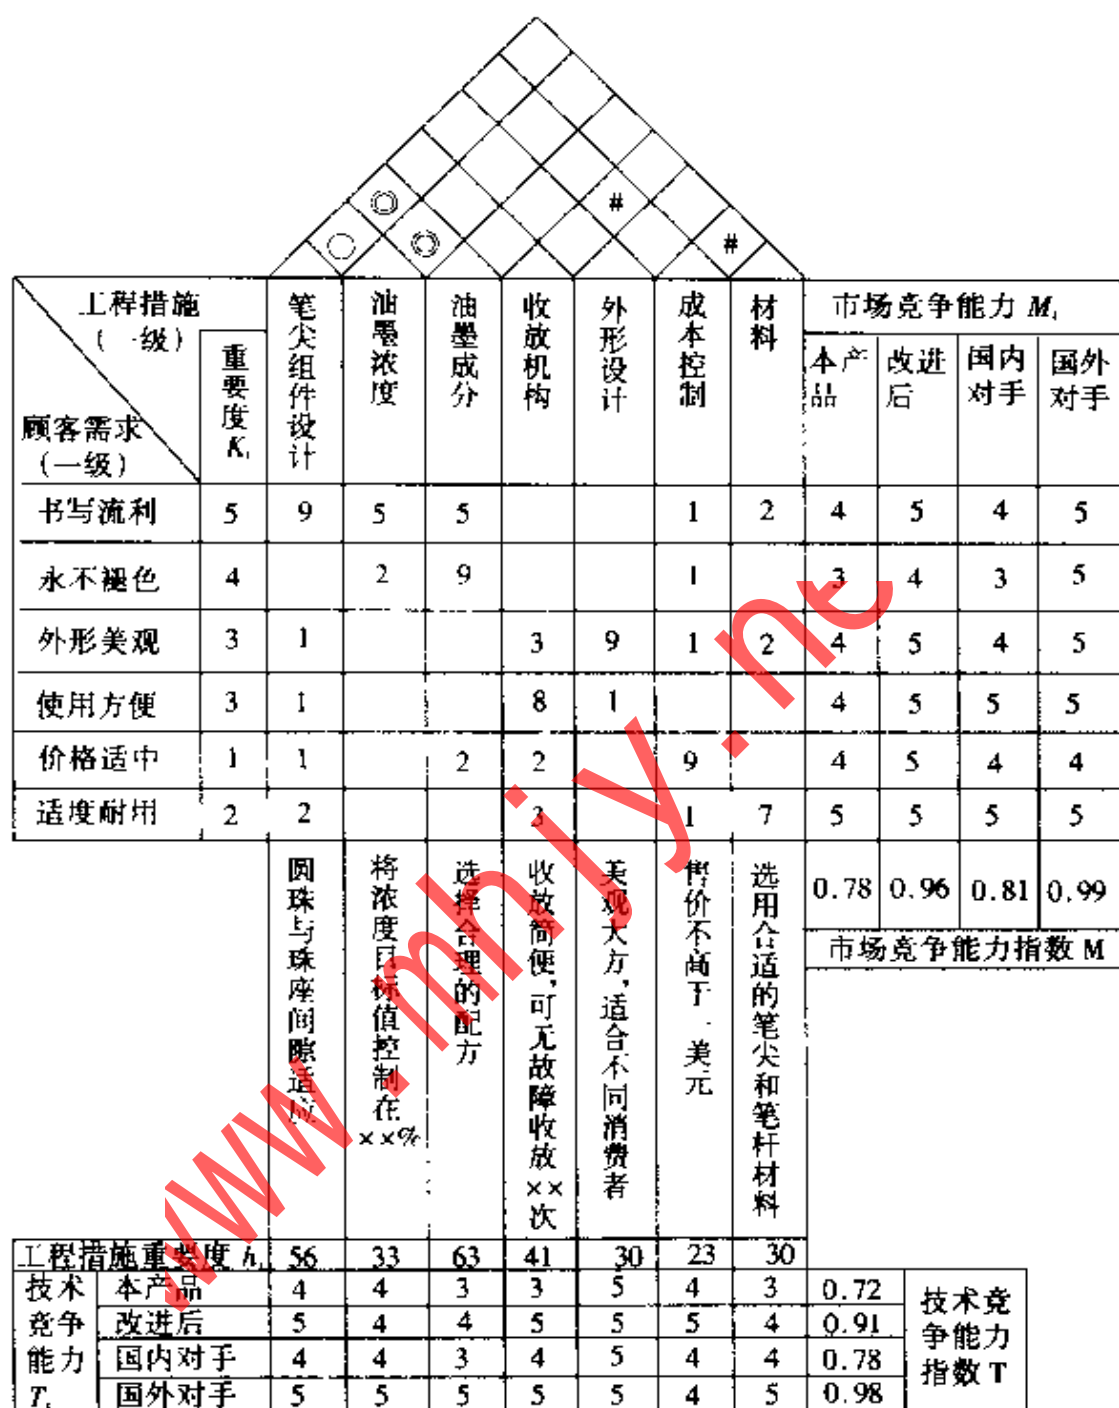 ◎ #
○ ◎ #
工程措施
(一级)
顾客需求
(一级)
重要度 Kᵢ
笔尖组件设计
油墨浓度
油墨成分
收放机构
外形设计
成本控制
材料
市场竞争能力 Mᵢ
本产品
改进后
国内对手
国外对手
书写流利 5 9 5 5 1 2 4 5 4 5
永不褪色 4 2 9 1 3 4 3 5
外形美观 3 1 3 9 1 2 4 5 4 5
使用方便 3 1 8 1 4 5 5 5
价格适中 1 1 2 2 9 4 5 4 4
适度耐用 2 2 3 1 7 5 5 5 5
圆珠与珠座间隙适应
将浓度目标值控制在××%
选择合理的配方
收放简便,可无故障收放××次
美观大方,适合不同消费者
售价不高于一美元
选用合适的笔尖和笔杆材料
0.78 0.96 0.81 0.99
市场竞争能力指数 M
工程措施重要度 hⱼ 56 33 63 41 30 23 30
技术竞争能力 Tⱼ
本产品 4 4 3 3 5 4 3 0.72
改进后 5 4 4 5 5 5 4 0.91
国内对手 4 4 3 4 5 4 4 0.78
国外对手 5 5 5 5 5 4 5 0.98
技术竞争能力指数 T
www.mhjy.net